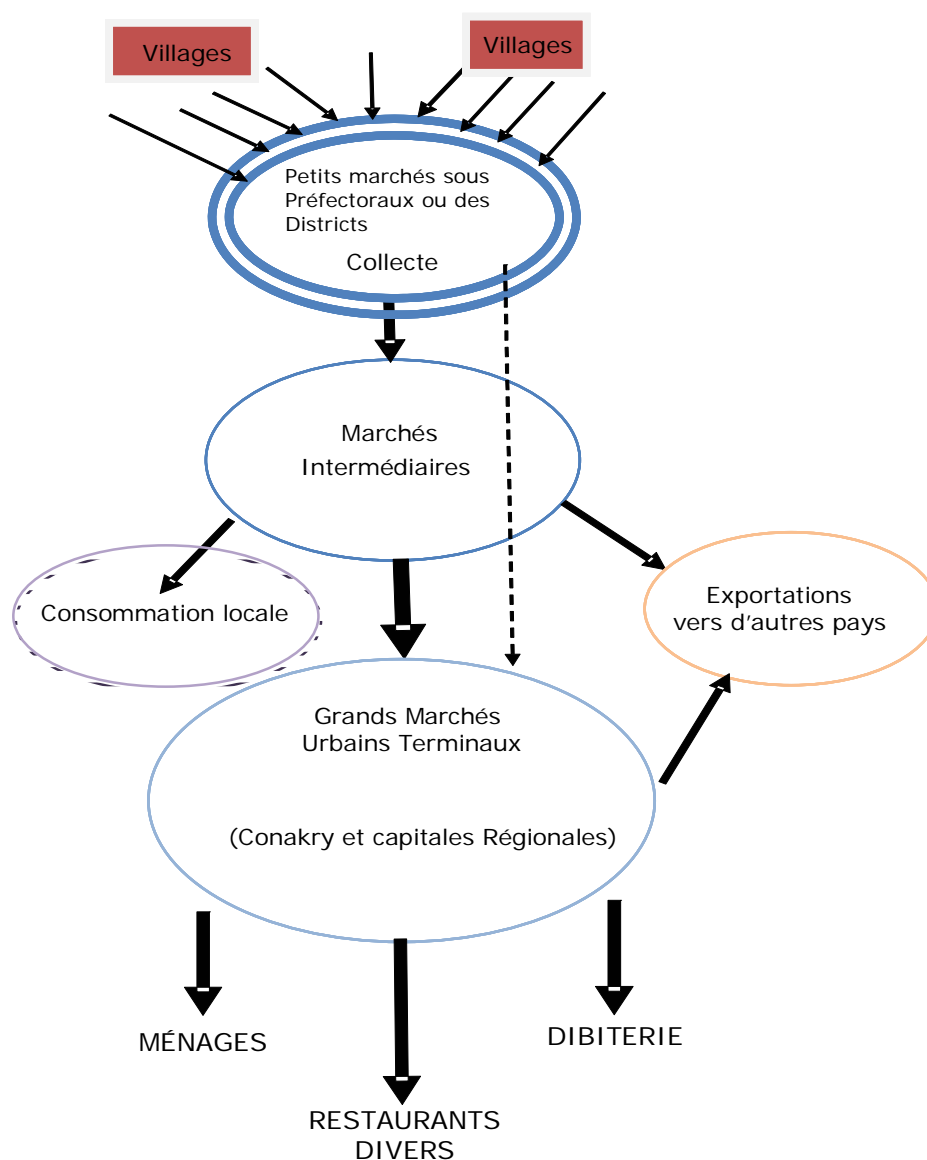 Villages
Villages
Petits marchés sous
Préfectoraux ou des
Districts
Collecte
Marchés
Intermédiaires
Consommation locale
Exportations
vers d'autres pays
Grands Marchés
Urbains Terminaux
(Conakry et capitales Régionales)
MÉNAGES
DIBITERIE
RESTAURANTS
DIVERS